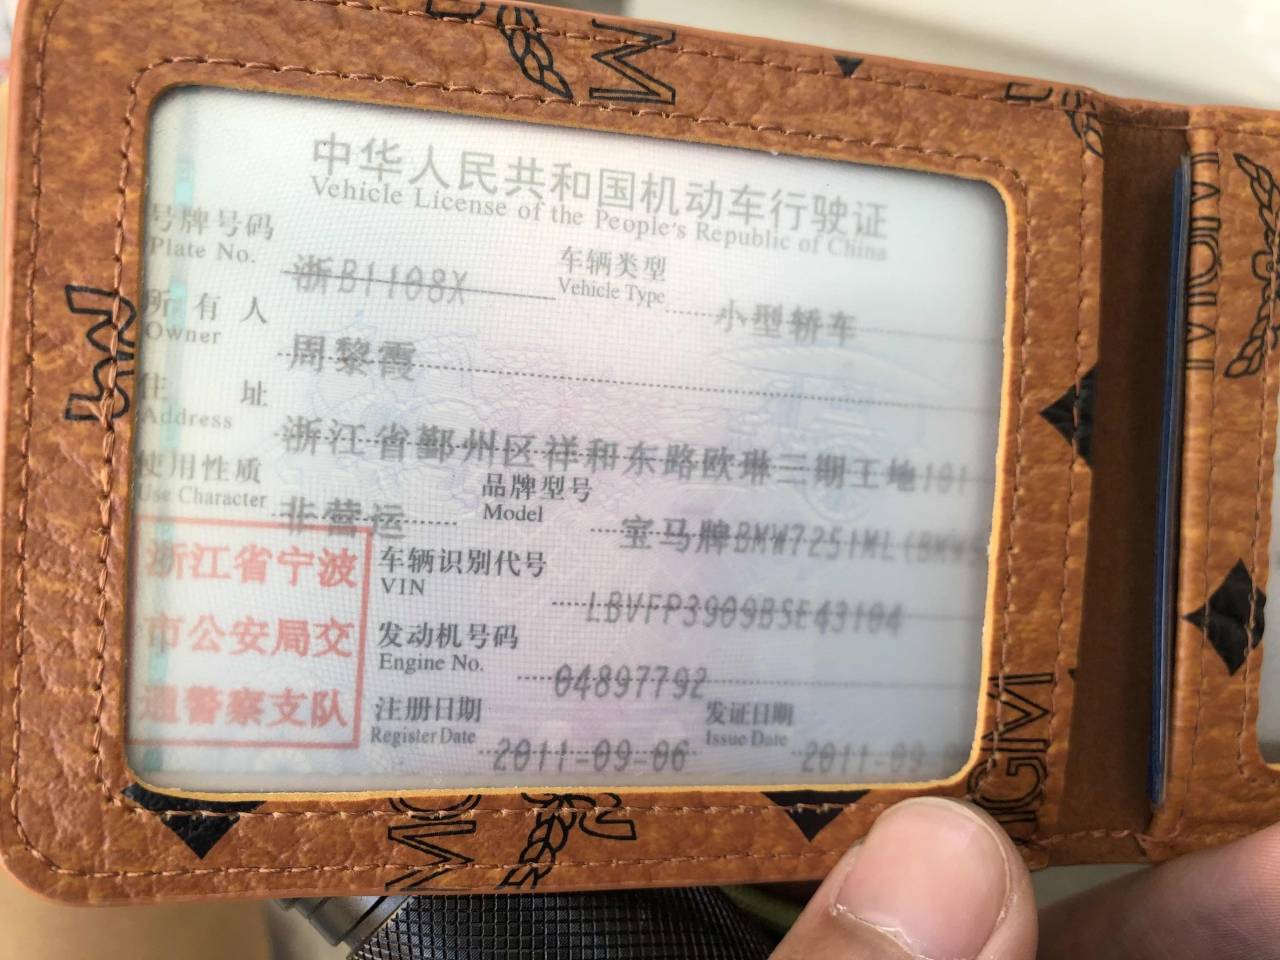 中华人民共和国机动车行驶证
Vehicle License of the People's Republic of China
号牌号码 浙B1108X 车辆类型 小型轿车
Plate No. Vehicle Type
所有人 周黎霞
Owner
住址 浙江省鄞州区祥和东路欧琳三期王地101
Address
使用性质 非营运 品牌型号 宝马牌BMW7251ML(BMW5
Use Character Model
浙江省宁波
市公安局交
通警察支队
车辆识别代号 LBVFP3909BSE43104
VIN
发动机号码 04897792
Engine No.
注册日期 2011-09-06 发证日期 2011-09
Register Date Issue Date